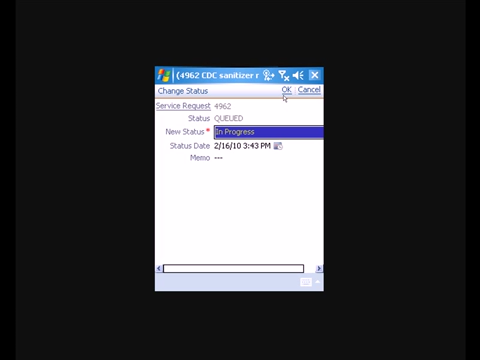 (4962 CDC sanitizer r
Change Status OK Cancel
Service Request 4962
Status QUEUED
New Status * In Progress
Status Date 2/16/10 3:43 PM
Memo ---